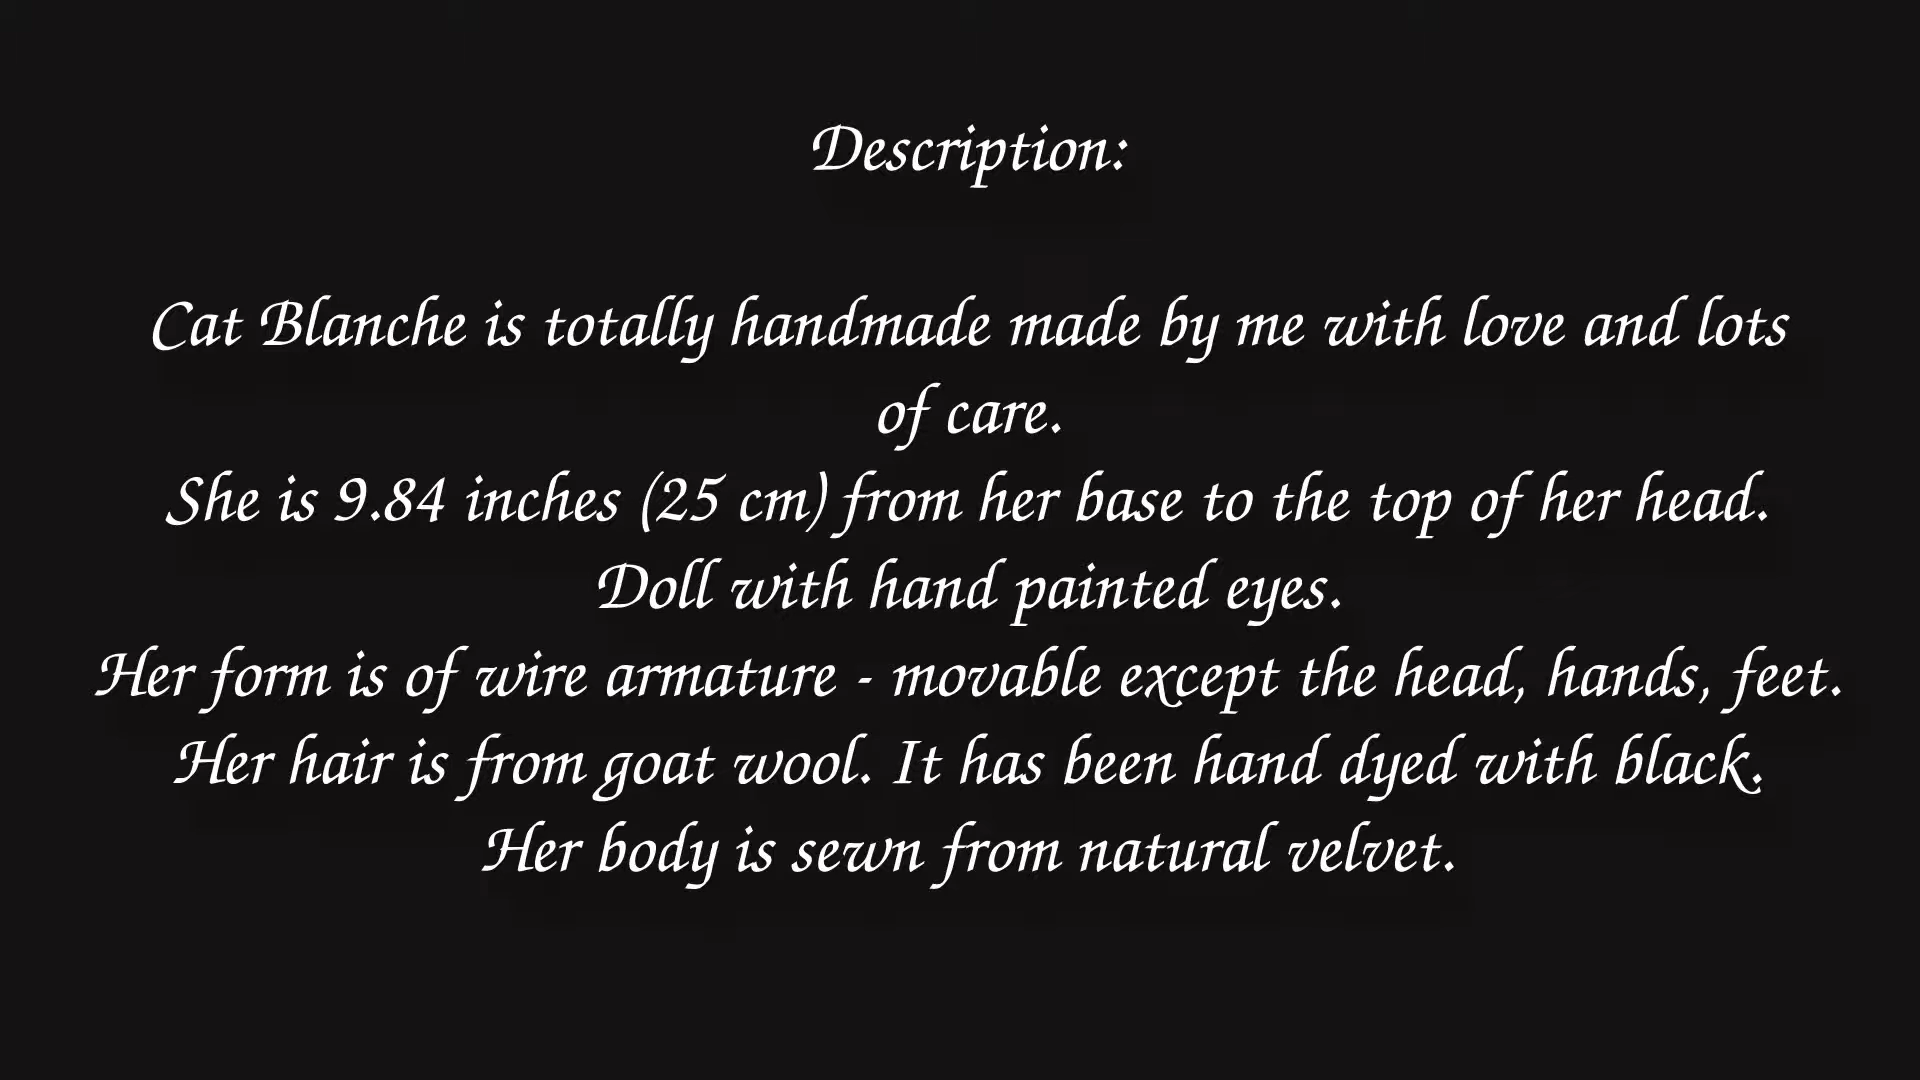 Description:
Cat Blanche is totally handmade made by me with love and lots
of care.
She is 9.84 inches (25 cm) from her base to the top of her head.
Doll with hand painted eyes.
Her form is of wire armature - movable except the head, hands, feet.
Her hair is from goat wool. It has been hand dyed with black.
Her body is sewn from natural velvet.